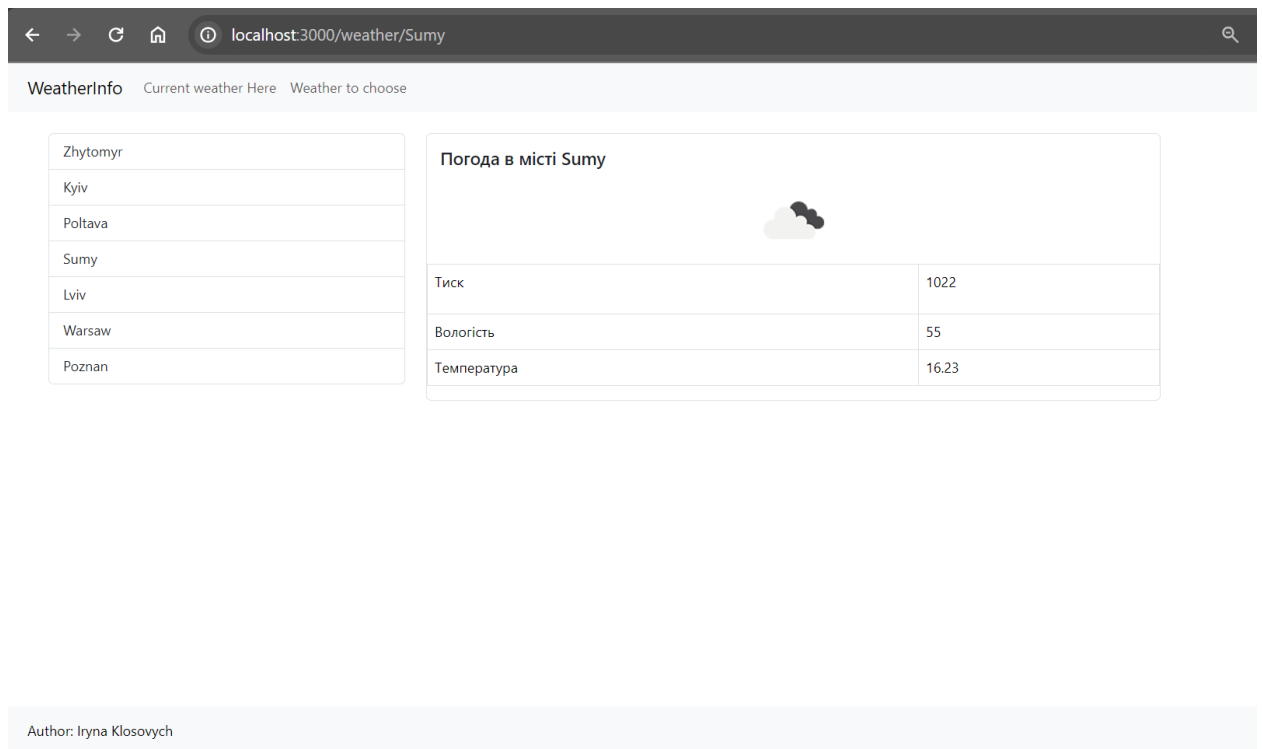 localhost:3000/weather/Sumy
WeatherInfo Current weather Here Weather to choose
Zhytomyr
Kyiv
Poltava
Sumy
Lviv
Warsaw
Poznan
Погода в місті Sumy
Тиск 1022
Вологість 55
Температура 16.23
Author: Iryna Klosovych